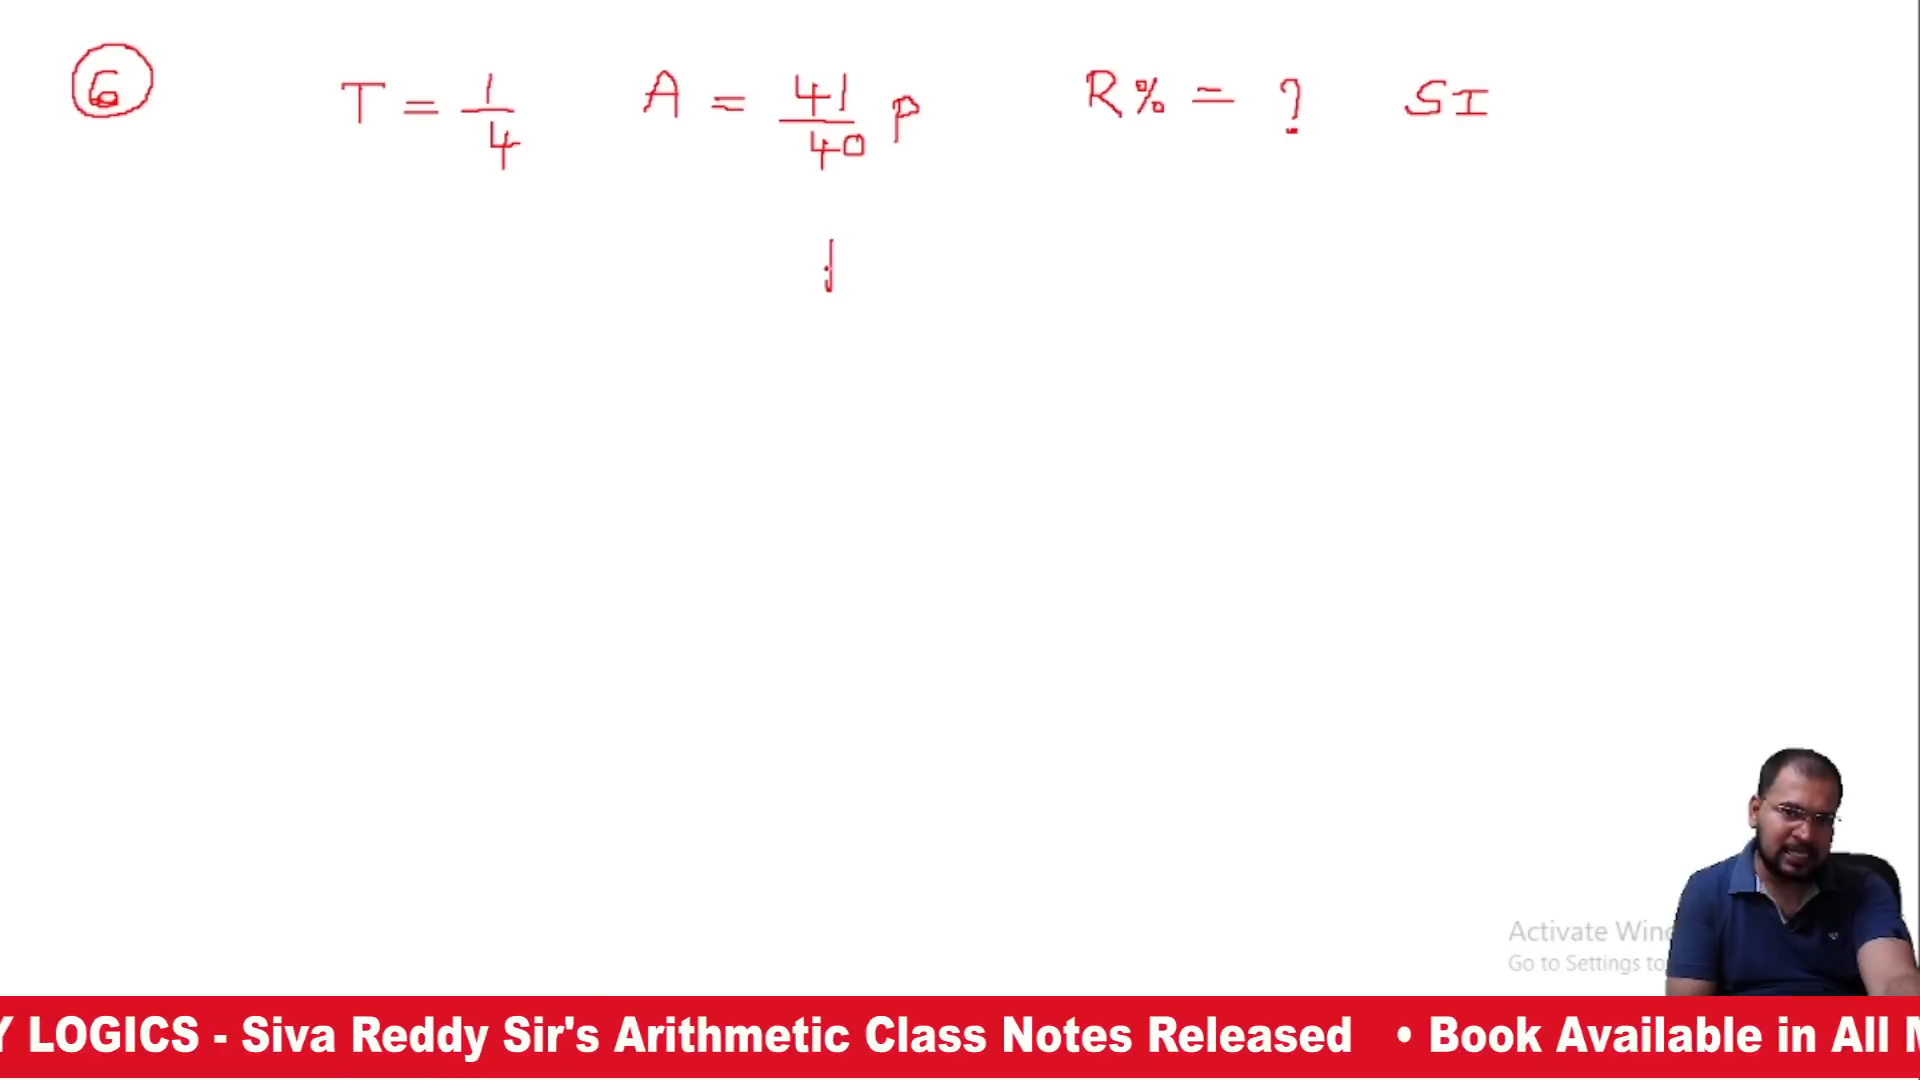 6 T = 1/4 A = 41/40 P R% = ? SI
Activate Wind
Go to Settings to
Y LOGICS - Siva Reddy Sir's Arithmetic Class Notes Released • Book Available in All M